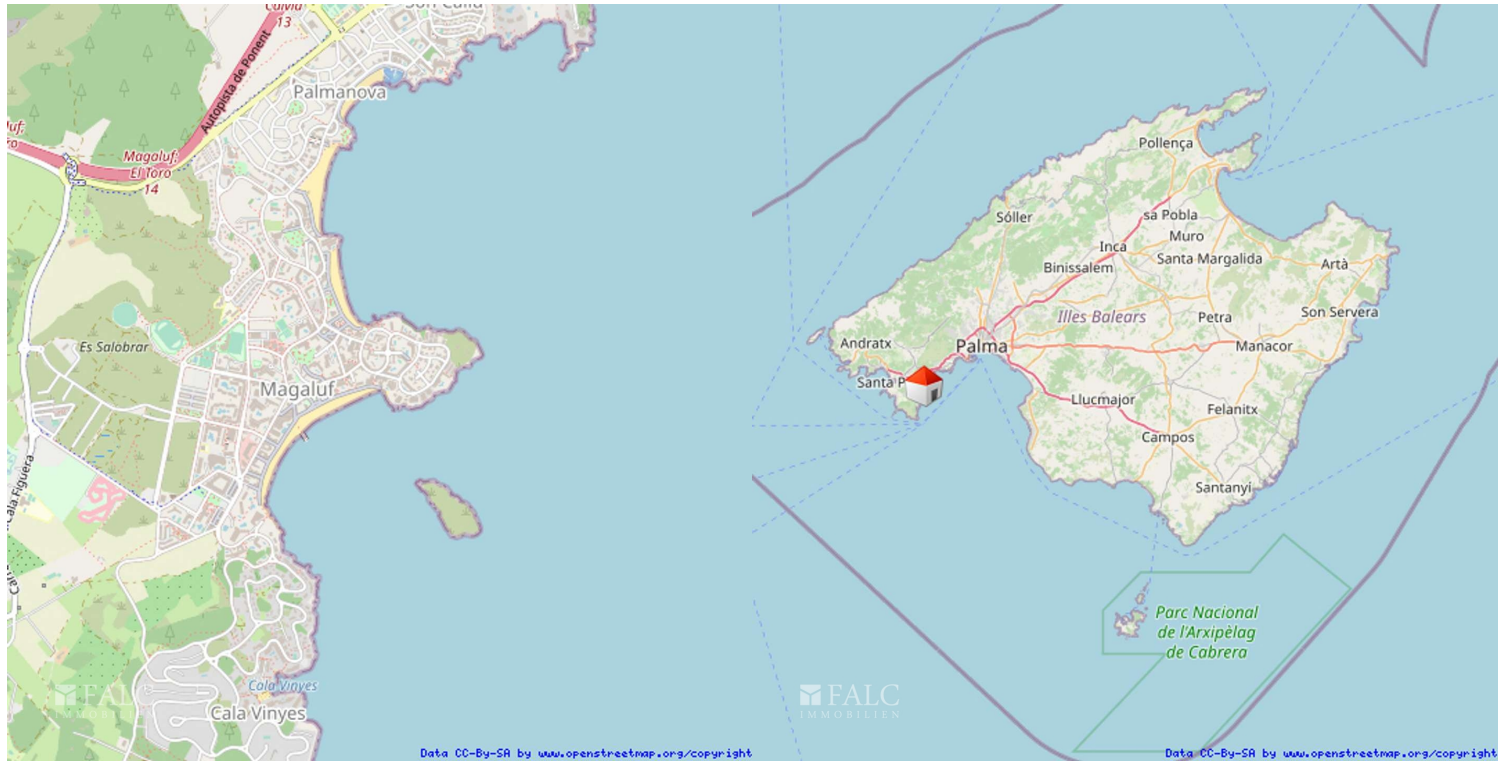 Son Caliu
Calvià
13
Autopista de Ponent
Palmanova
Magaluf;
El Toro
14
Es Salobrar
Magaluf
Cala Figuera
Cala Vinyes
Cala Vinyes
FALC
IMMOBILIEN
Data CC-By-SA by www.openstreetmap.org/copyright
Pollença
Sóller
sa Pobla
Muro
Inca
Santa Margalida
Binissalem
Artà
Illes Balears
Petra
Son Servera
Andratx
Palma
Manacor
Santa P
Llucmajor
Felanitx
Campos
Santanyí
Parc Nacional
de l'Arxipèlag
de Cabrera
FALC
IMMOBILIEN
Data CC-By-SA by www.openstreetmap.org/copyright